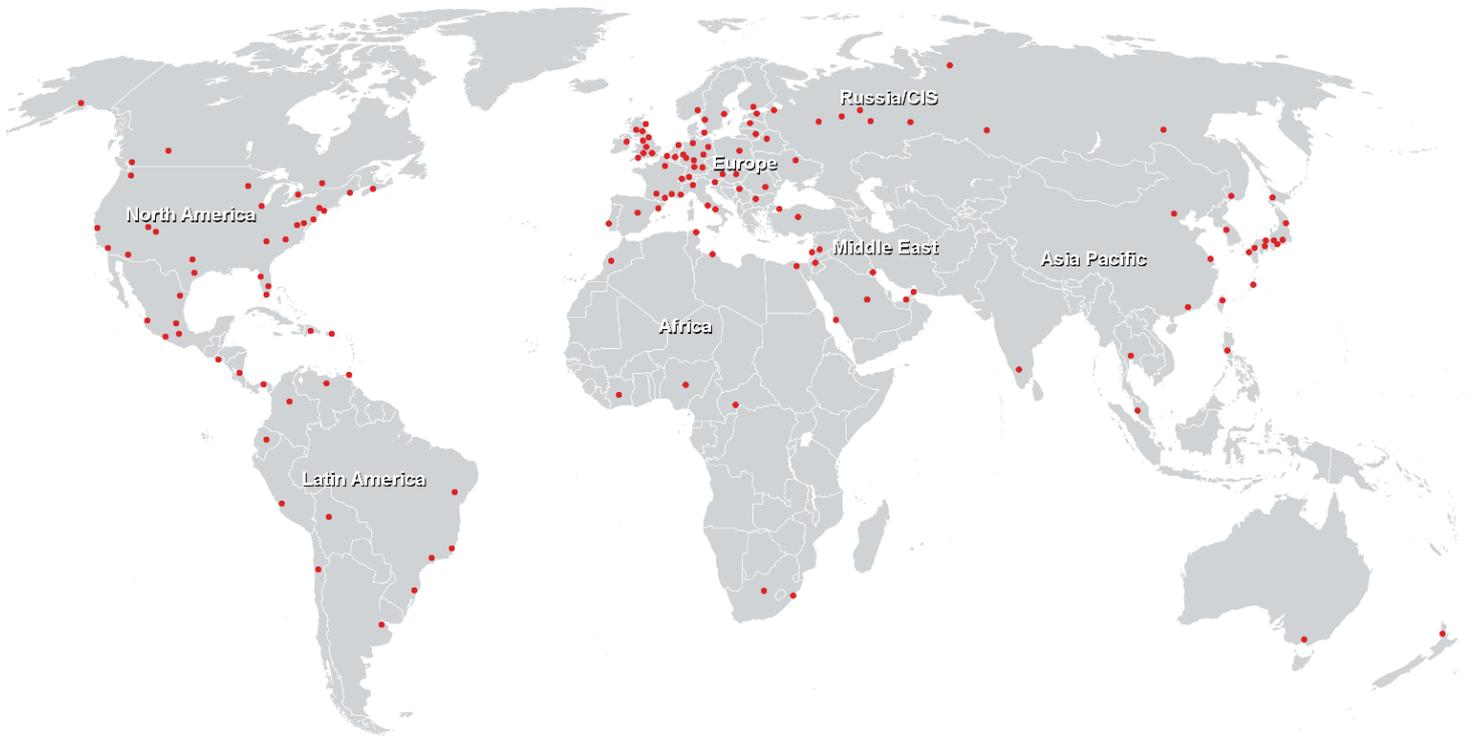 Russia/CIS
Europe
North America
Middle East
Asia Pacific
Africa
Latin America